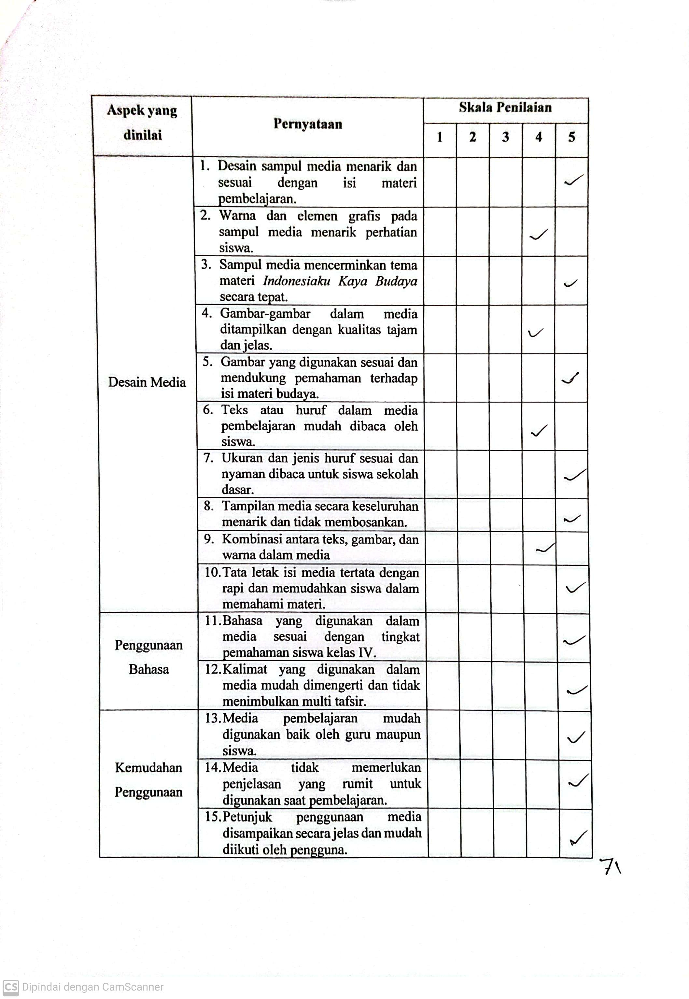 Aspek yang
dinilai
Pernyataan
Skala Penilaian
1 2 3 4 5
Desain Media
1. Desain sampul media menarik dan
sesuai dengan isi materi
pembelajaran.
✓
2. Warna dan elemen grafis pada
sampul media menarik perhatian
siswa.
✓
3. Sampul media mencerminkan tema
materi Indonesiaku Kaya Budaya
secara tepat.
✓
4. Gambar-gambar dalam media
ditampilkan dengan kualitas tajam
dan jelas.
✓
5. Gambar yang digunakan sesuai dan
mendukung pemahaman terhadap
isi materi budaya.
✓
6. Teks atau huruf dalam media
pembelajaran mudah dibaca oleh
siswa.
✓
7. Ukuran dan jenis huruf sesuai dan
nyaman dibaca untuk siswa sekolah
dasar.
✓
8. Tampilan media secara keseluruhan
menarik dan tidak membosankan.
✓
9. Kombinasi antara teks, gambar, dan
warna dalam media
✓
10. Tata letak isi media tertata dengan
rapi dan memudahkan siswa dalam
memahami materi.
✓
Penggunaan
Bahasa
11. Bahasa yang digunakan dalam
media sesuai dengan tingkat
pemahaman siswa kelas IV.
✓
12. Kalimat yang digunakan dalam
media mudah dimengerti dan tidak
menimbulkan multi tafsir.
✓
Kemudahan
Penggunaan
13. Media pembelajaran mudah
digunakan baik oleh guru maupun
siswa.
✓
14. Media tidak memerlukan
penjelasan yang rumit untuk
digunakan saat pembelajaran.
✓
15. Petunjuk penggunaan media
disampaikan secara jelas dan mudah
diikuti oleh pengguna.
✓
71
CS Dipindai dengan CamScanner